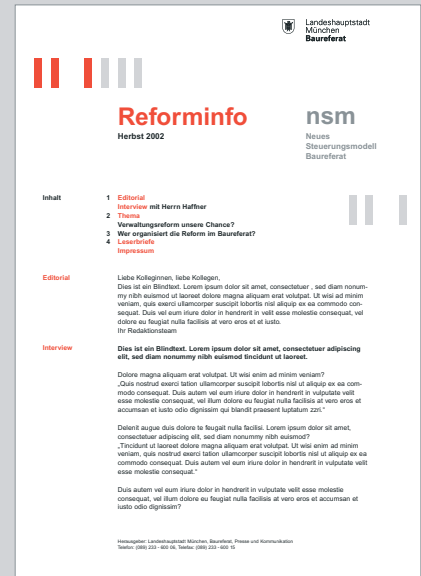 Landeshauptstadt
München
Baureferat
Reforminfo
Herbst 2002
nsm
Neues
Steuerungsmodell
Baureferat
Inhalt
1 Editorial
Interview mit Herrn Haffner
2 Thema
Verwaltungsreform unsere Chance?
3 Wer organisiert die Reform im Baureferat?
4 Leserbriefe
Impressum
Editorial
Liebe Kolleginnen, liebe Kollegen,
Dies ist ein Blindtext. Lorem ipsum dolor sit amet, consectetuer , sed diam nonum-
my nibh euismod ut laoreet dolore magna aliquam erat volutpat. Ut wisi ad minim
veniam, quis exerci ullamcorper suscipit lobortis nisl ut aliquip ex ea commodo con-
sequat. Duis vel eum iriure dolor in hendrerit in velit esse molestie consequat, vel
dolore eu feugiat nulla facilisis at vero eros et et iusto.
Ihr Redaktionsteam
Interview
Dies ist ein Blindtext. Lorem ipsum dolor sit amet, consectetuer adipiscing
elit, sed diam nonummy nibh euismod tincidunt ut laoreet.
Dolore magna aliquam erat volutpat. Ut wisi enim ad minim veniam?
„Quis nostrud exerci tation ullamcorper suscipit lobortis nisl ut aliquip ex ea com-
modo consequat. Duis autem vel eum iriure dolor in hendrerit in vulputate velit
esse molestie consequat, vel illum dolore eu feugiat nulla facilisis at vero eros et
accumsan et iusto odio dignissim qui blandit praesent luptatum zzri.“
Delenit augue duis dolore te feugait nulla facilisi. Lorem ipsum dolor sit amet,
consectetuer adipiscing elit, sed diam nonummy nibh euismod?
„Tincidunt ut laoreet dolore magna aliquam erat volutpat. Ut wisi enim ad minim
veniam, quis nostrud exerci tation ullamcorper suscipit lobortis nisl ut aliquip ex ea
commodo consequat. Duis autem vel eum iriure dolor in hendrerit in vulputate velit
esse molestie consequat.“
Duis autem vel eum iriure dolor in hendrerit in vulputate velit esse molestie
consequat, vel illum dolore eu feugiat nulla facilisis at vero eros et accumsan et
iusto odio dignissim?
Herausgeber: Landeshauptstadt München, Baureferat, Presse und Kommunikation
Telefon: (089) 233 - 600 06, Telefax: (089) 233 - 600 15